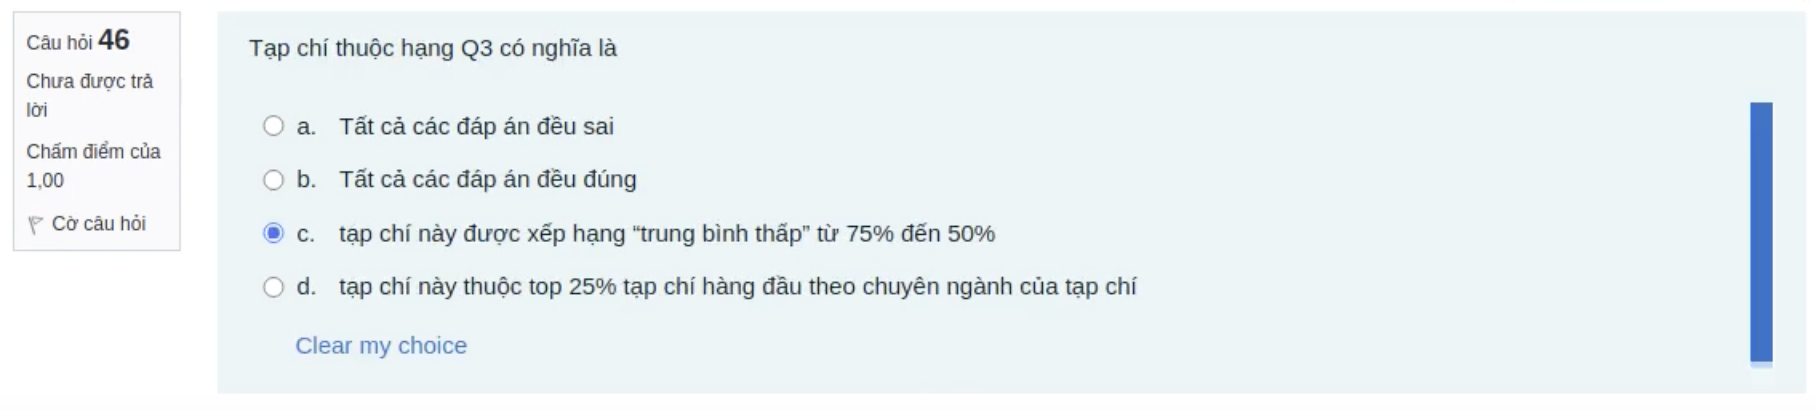 Câu hỏi 46
Chưa được trả
lời
Chấm điểm của
1,00
Cờ câu hỏi
Tạp chí thuộc hạng Q3 có nghĩa là
a. Tất cả các đáp án đều sai
b. Tất cả các đáp án đều đúng
c. tạp chí này được xếp hạng “trung bình thấp” từ 75% đến 50%
d. tạp chí này thuộc top 25% tạp chí hàng đầu theo chuyên ngành của tạp chí
Clear my choice